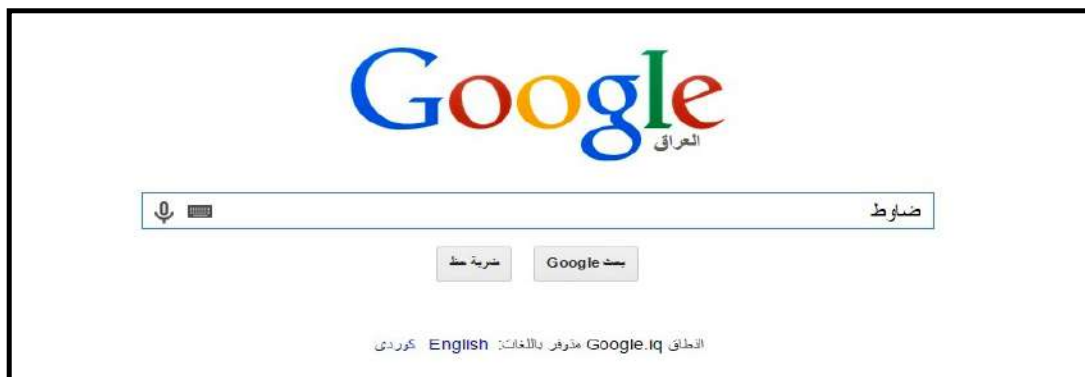 Google
العراق
ضاوط
بحث Google ضربة حظ
النطاق Google.iq متوفر باللغات: English كوردی